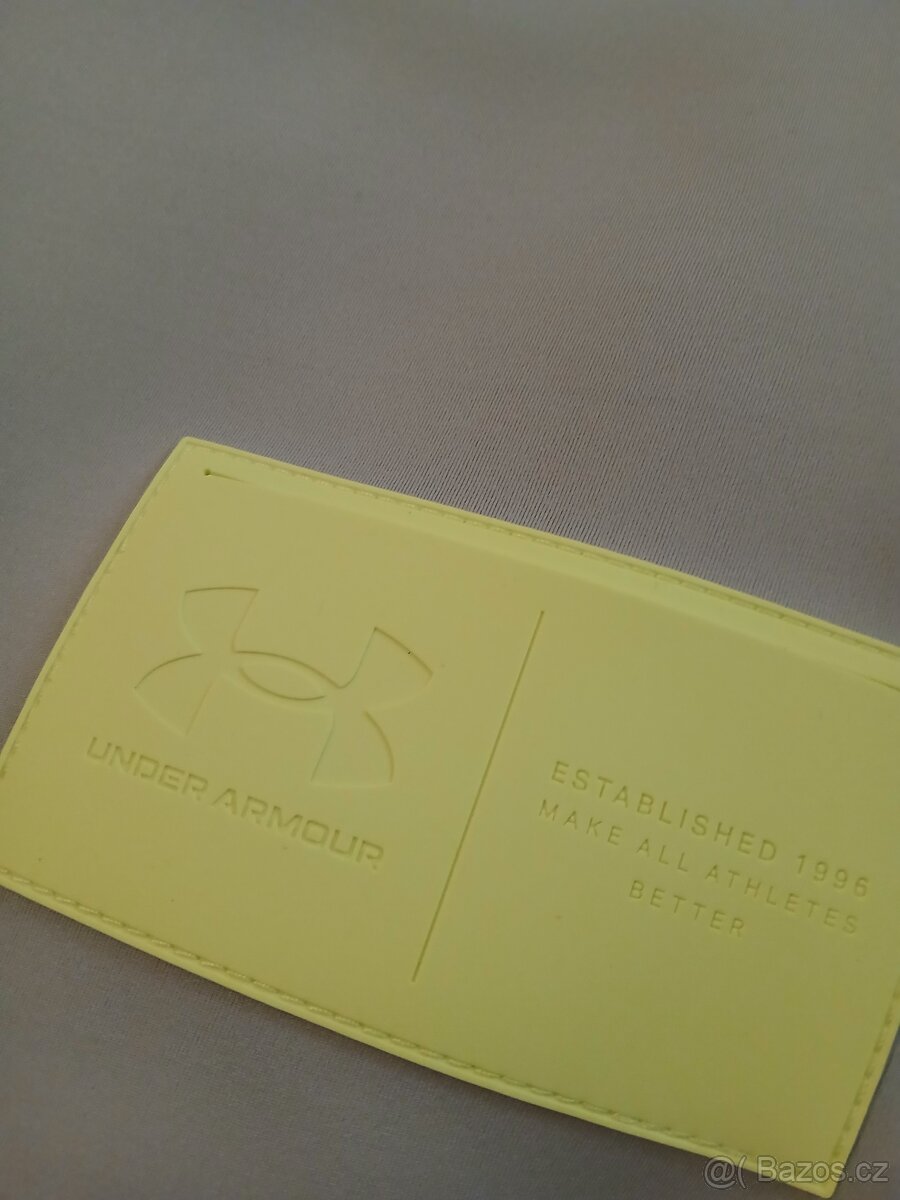 UNDER ARMOUR
ESTABLISHED 1996
MAKE ALL ATHLETES
BETTER
@( Bazos.cz